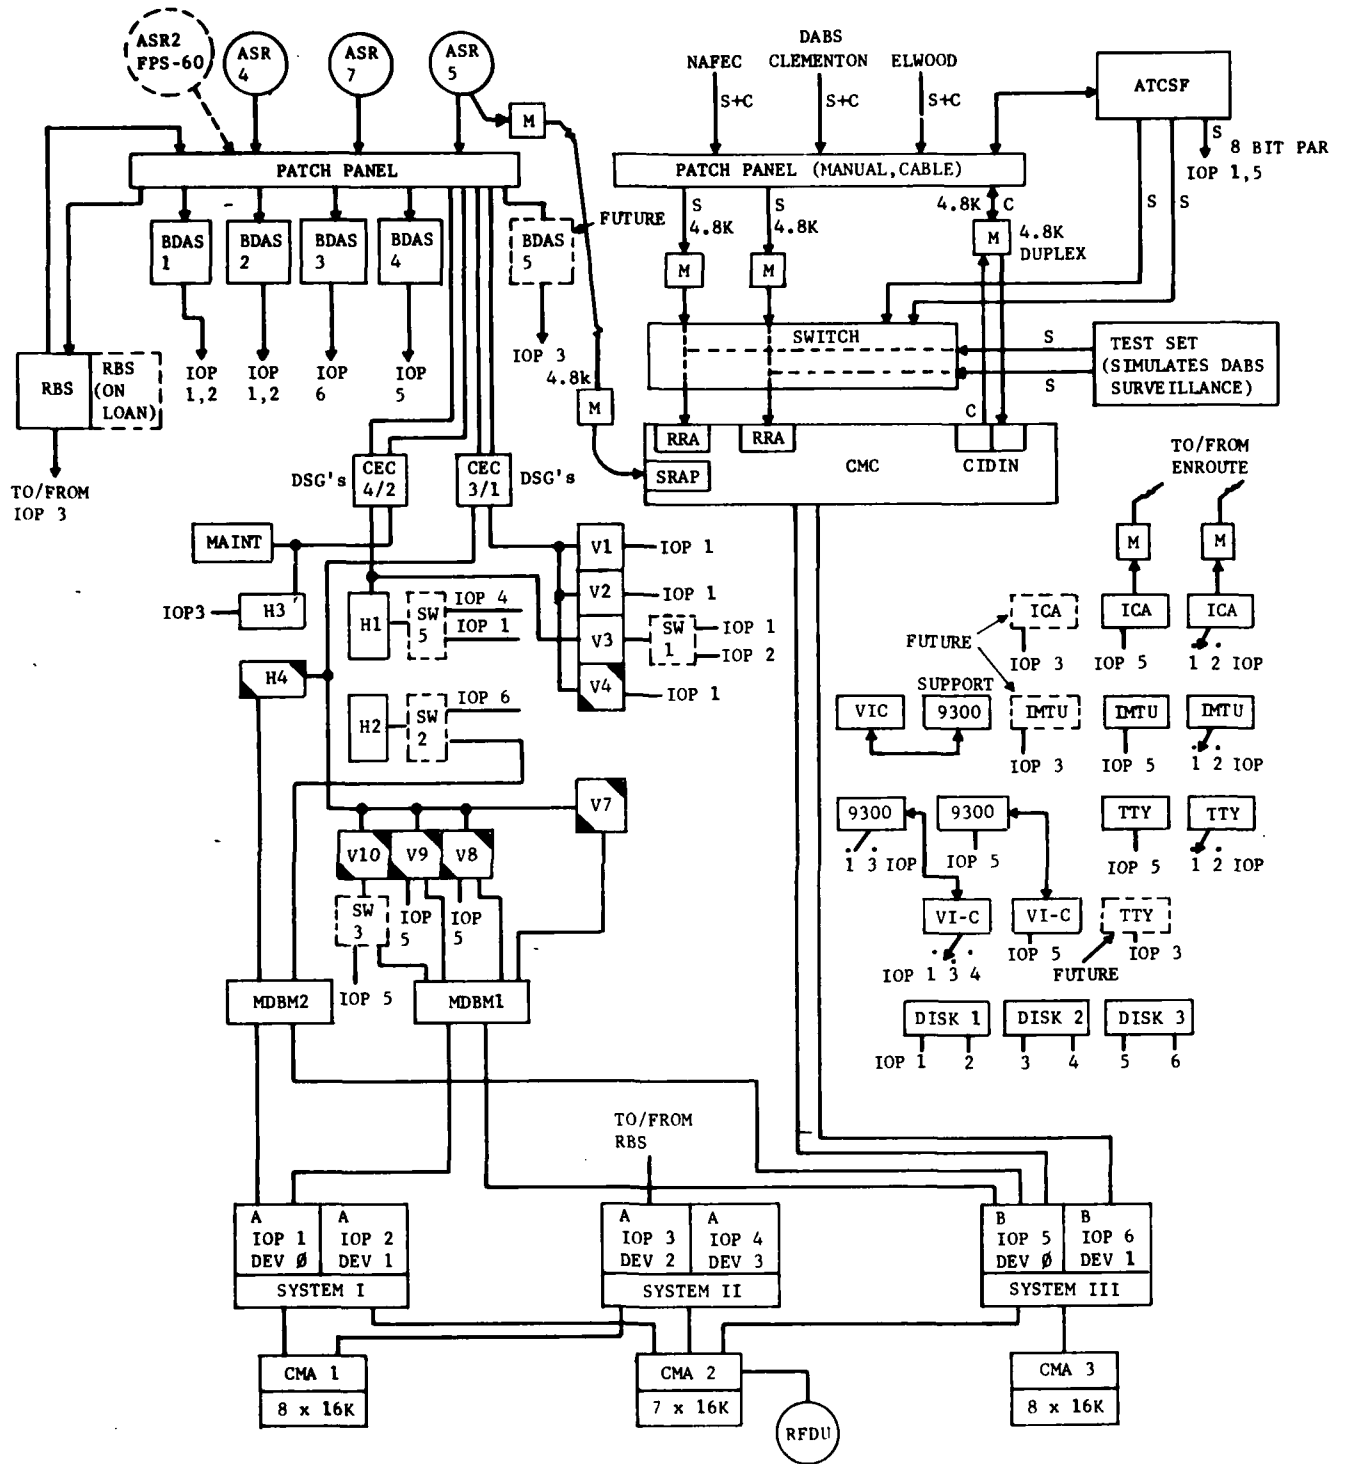 ASR2
FPS-60
ASR
4
ASR
7
ASR
5
M
PATCH PANEL
BDAS
1
BDAS
2
BDAS
3
BDAS
4
BDAS
5
FUTURE
IOP
1,2
IOP
1,2
IOP
6
IOP
5
IOP 3
RBS
RBS
(ON
LOAN)
TO/FROM
IOP 3
4.8k
M
DABS
NAFEC
CLEMENTON
ELWOOD
S+C
S+C
S+C
ATCSF
S
8 BIT PAR
IOP 1,5
PATCH PANEL (MANUAL,CABLE)
S
4.8K
S
4.8K
4.8K
C
M
M
M
4.8K
DUPLEX
S
S
SWITCH
S
S
TEST SET
(SIMULATES DABS
SURVEILLANCE)
C
RRA
RRA
SRAP
CMC
CIDIN
DSG's
CEC
4/2
CEC
3/1
DSG's
MAINT
IOP3
H3
H1
SW
5
IOP 4
IOP 1
V1
IOP 1
V2
IOP 1
V3
SW
1
IOP 1
IOP 2
V4
IOP 1
H4
H2
SW
2
IOP 6
V7
V10
V9
V8
SW
3
IOP
5
IOP
5
IOP 5
MDBM2
MDBM1
TO/FROM
ENROUTE
M
M
ICA
ICA
ICA
FUTURE
IOP 3
IOP 5
1 2 IOP
SUPPORT
VIC
9300
IMTU
IMTU
IMTU
IOP 3
IOP 5
1 2 IOP
9300
9300
TTY
TTY
1 3 IOP
IOP 5
IOP 5
1 2 IOP
VI-C
VI-C
TTY
IOP 1 3 4
IOP 5
IOP 3
FUTURE
DISK 1
DISK 2
DISK 3
IOP 1
2
3
4
5
6
TO/FROM
RBS
A
IOP 1
DEV Ø
A
IOP 2
DEV 1
SYSTEM I
A
IOP 3
DEV 2
A
IOP 4
DEV 3
SYSTEM II
B
IOP 5
DEV Ø
B
IOP 6
DEV 1
SYSTEM III
CMA 1
8 x 16K
CMA 2
7 x 16K
CMA 3
8 x 16K
RFDU